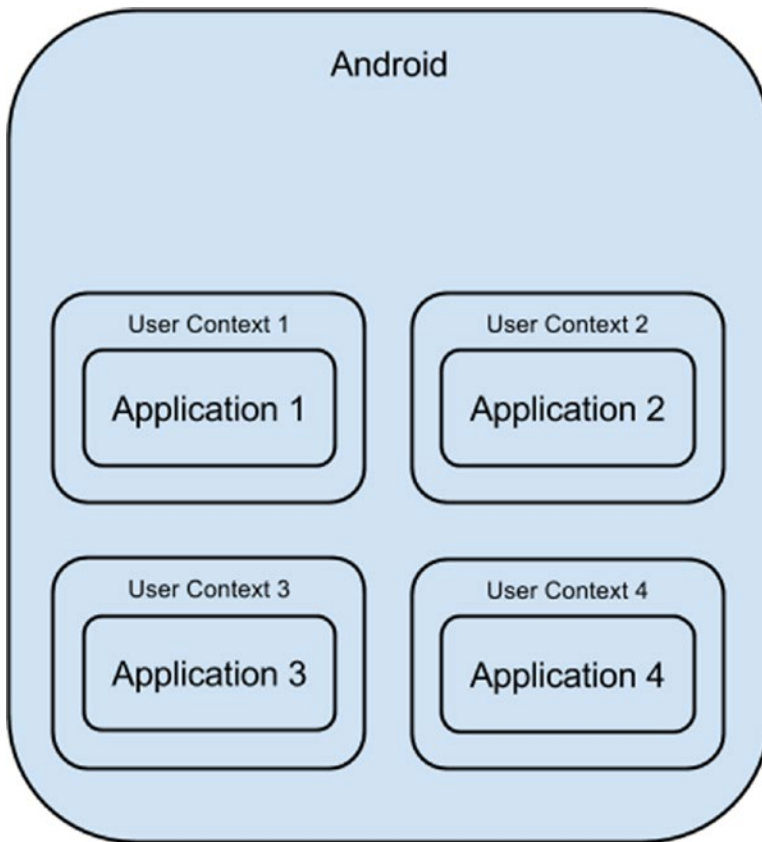 Android
User Context 1
Application 1
User Context 2
Application 2
User Context 3
Application 3
User Context 4
Application 4